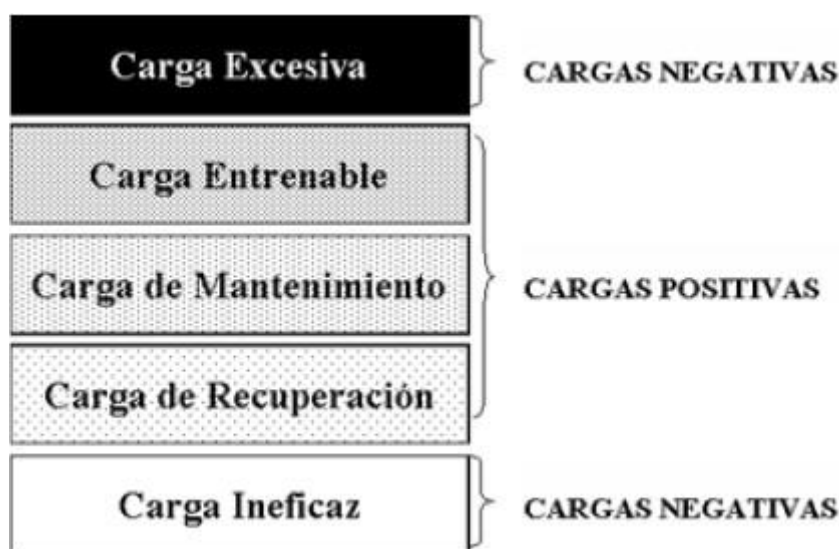 Carga Excesiva
CARGAS NEGATIVAS
Carga Entrenable
Carga de Mantenimiento
CARGAS POSITIVAS
Carga de Recuperación
Carga Ineficaz
CARGAS NEGATIVAS